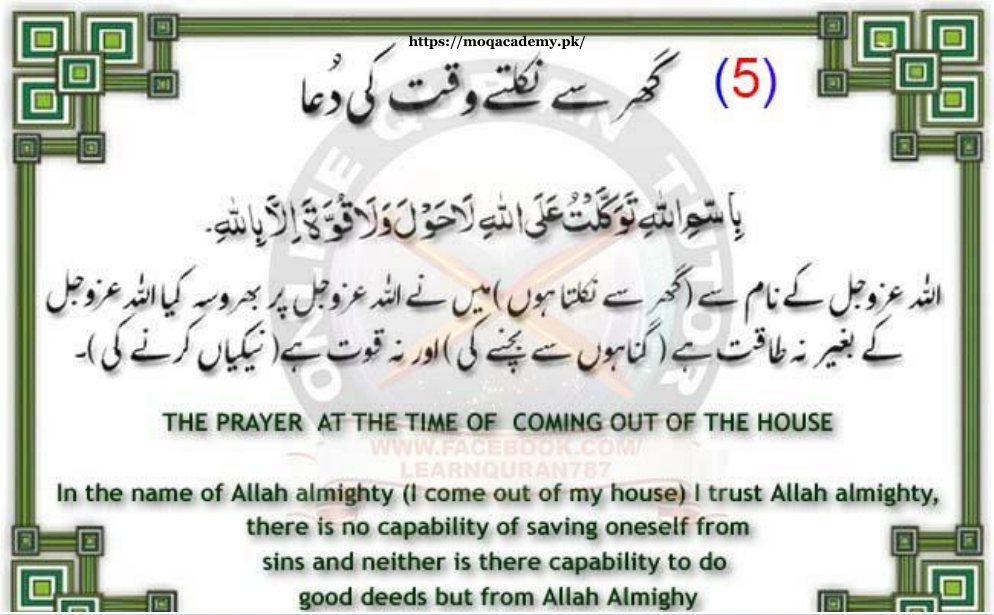 https://moqacademy.pk/
گھر سے نکلتے وقت کی دُعا (5)
بِاسْمِ اللّٰهِ تَوَكَّلْتُ عَلَى اللّٰهِ لَاحَوْلَ وَلَا قُوَّةَ اِلَّا بِاللّٰهِ۔
اللہ عزوجل کے نام سے (گھر سے نکلتا ہوں) میں نے اللہ عزوجل پر بھروسہ کیا اللہ عزوجل
کے بغیر نہ طاقت ہے (گناہوں سے بچنے کی) اور نہ قوت ہے (نیکیاں کرنے کی)۔
THE PRAYER AT THE TIME OF COMING OUT OF THE HOUSE
In the name of Allah almighty (I come out of my house) I trust Allah almighty,
there is no capability of saving oneself from
sins and neither is there capability to do
good deeds but from Allah Almighy
ONLINE QURAN TUTOR
WWW.FACEBOOK.COM/
LEARNQURAN787